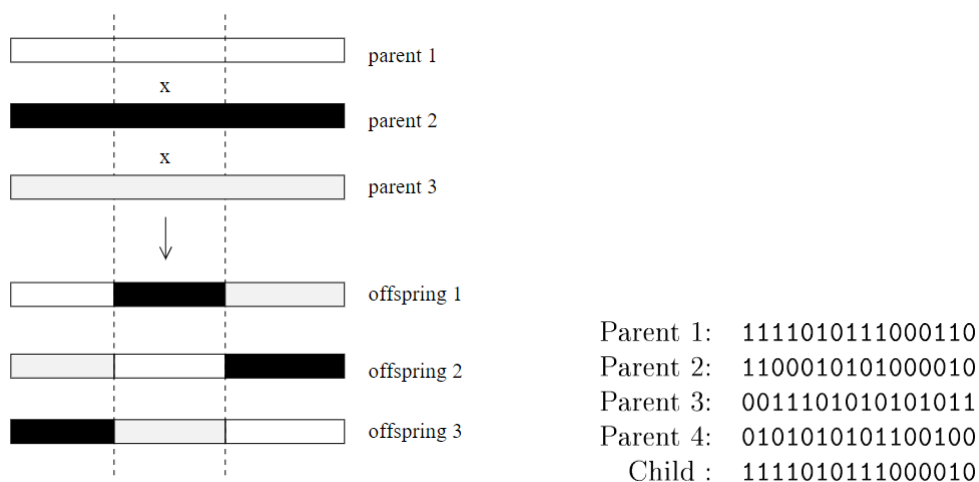 parent 1
x
parent 2
x
parent 3
offspring 1
offspring 2
offspring 3
Parent 1: 1111010111000110
Parent 2: 1100010101000010
Parent 3: 0011101010101011
Parent 4: 0101010101100100
Child : 1111010111000010